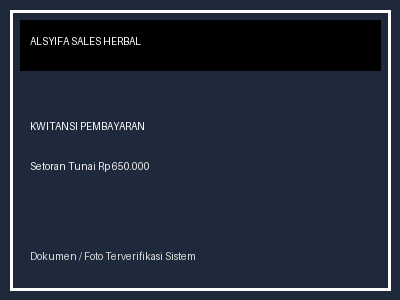 ALSYIFA SALES HERBAL
KWITANSI PEMBAYARAN
Setoran Tunai Rp650.000
Dokumen / Foto Terverifikasi Sistem